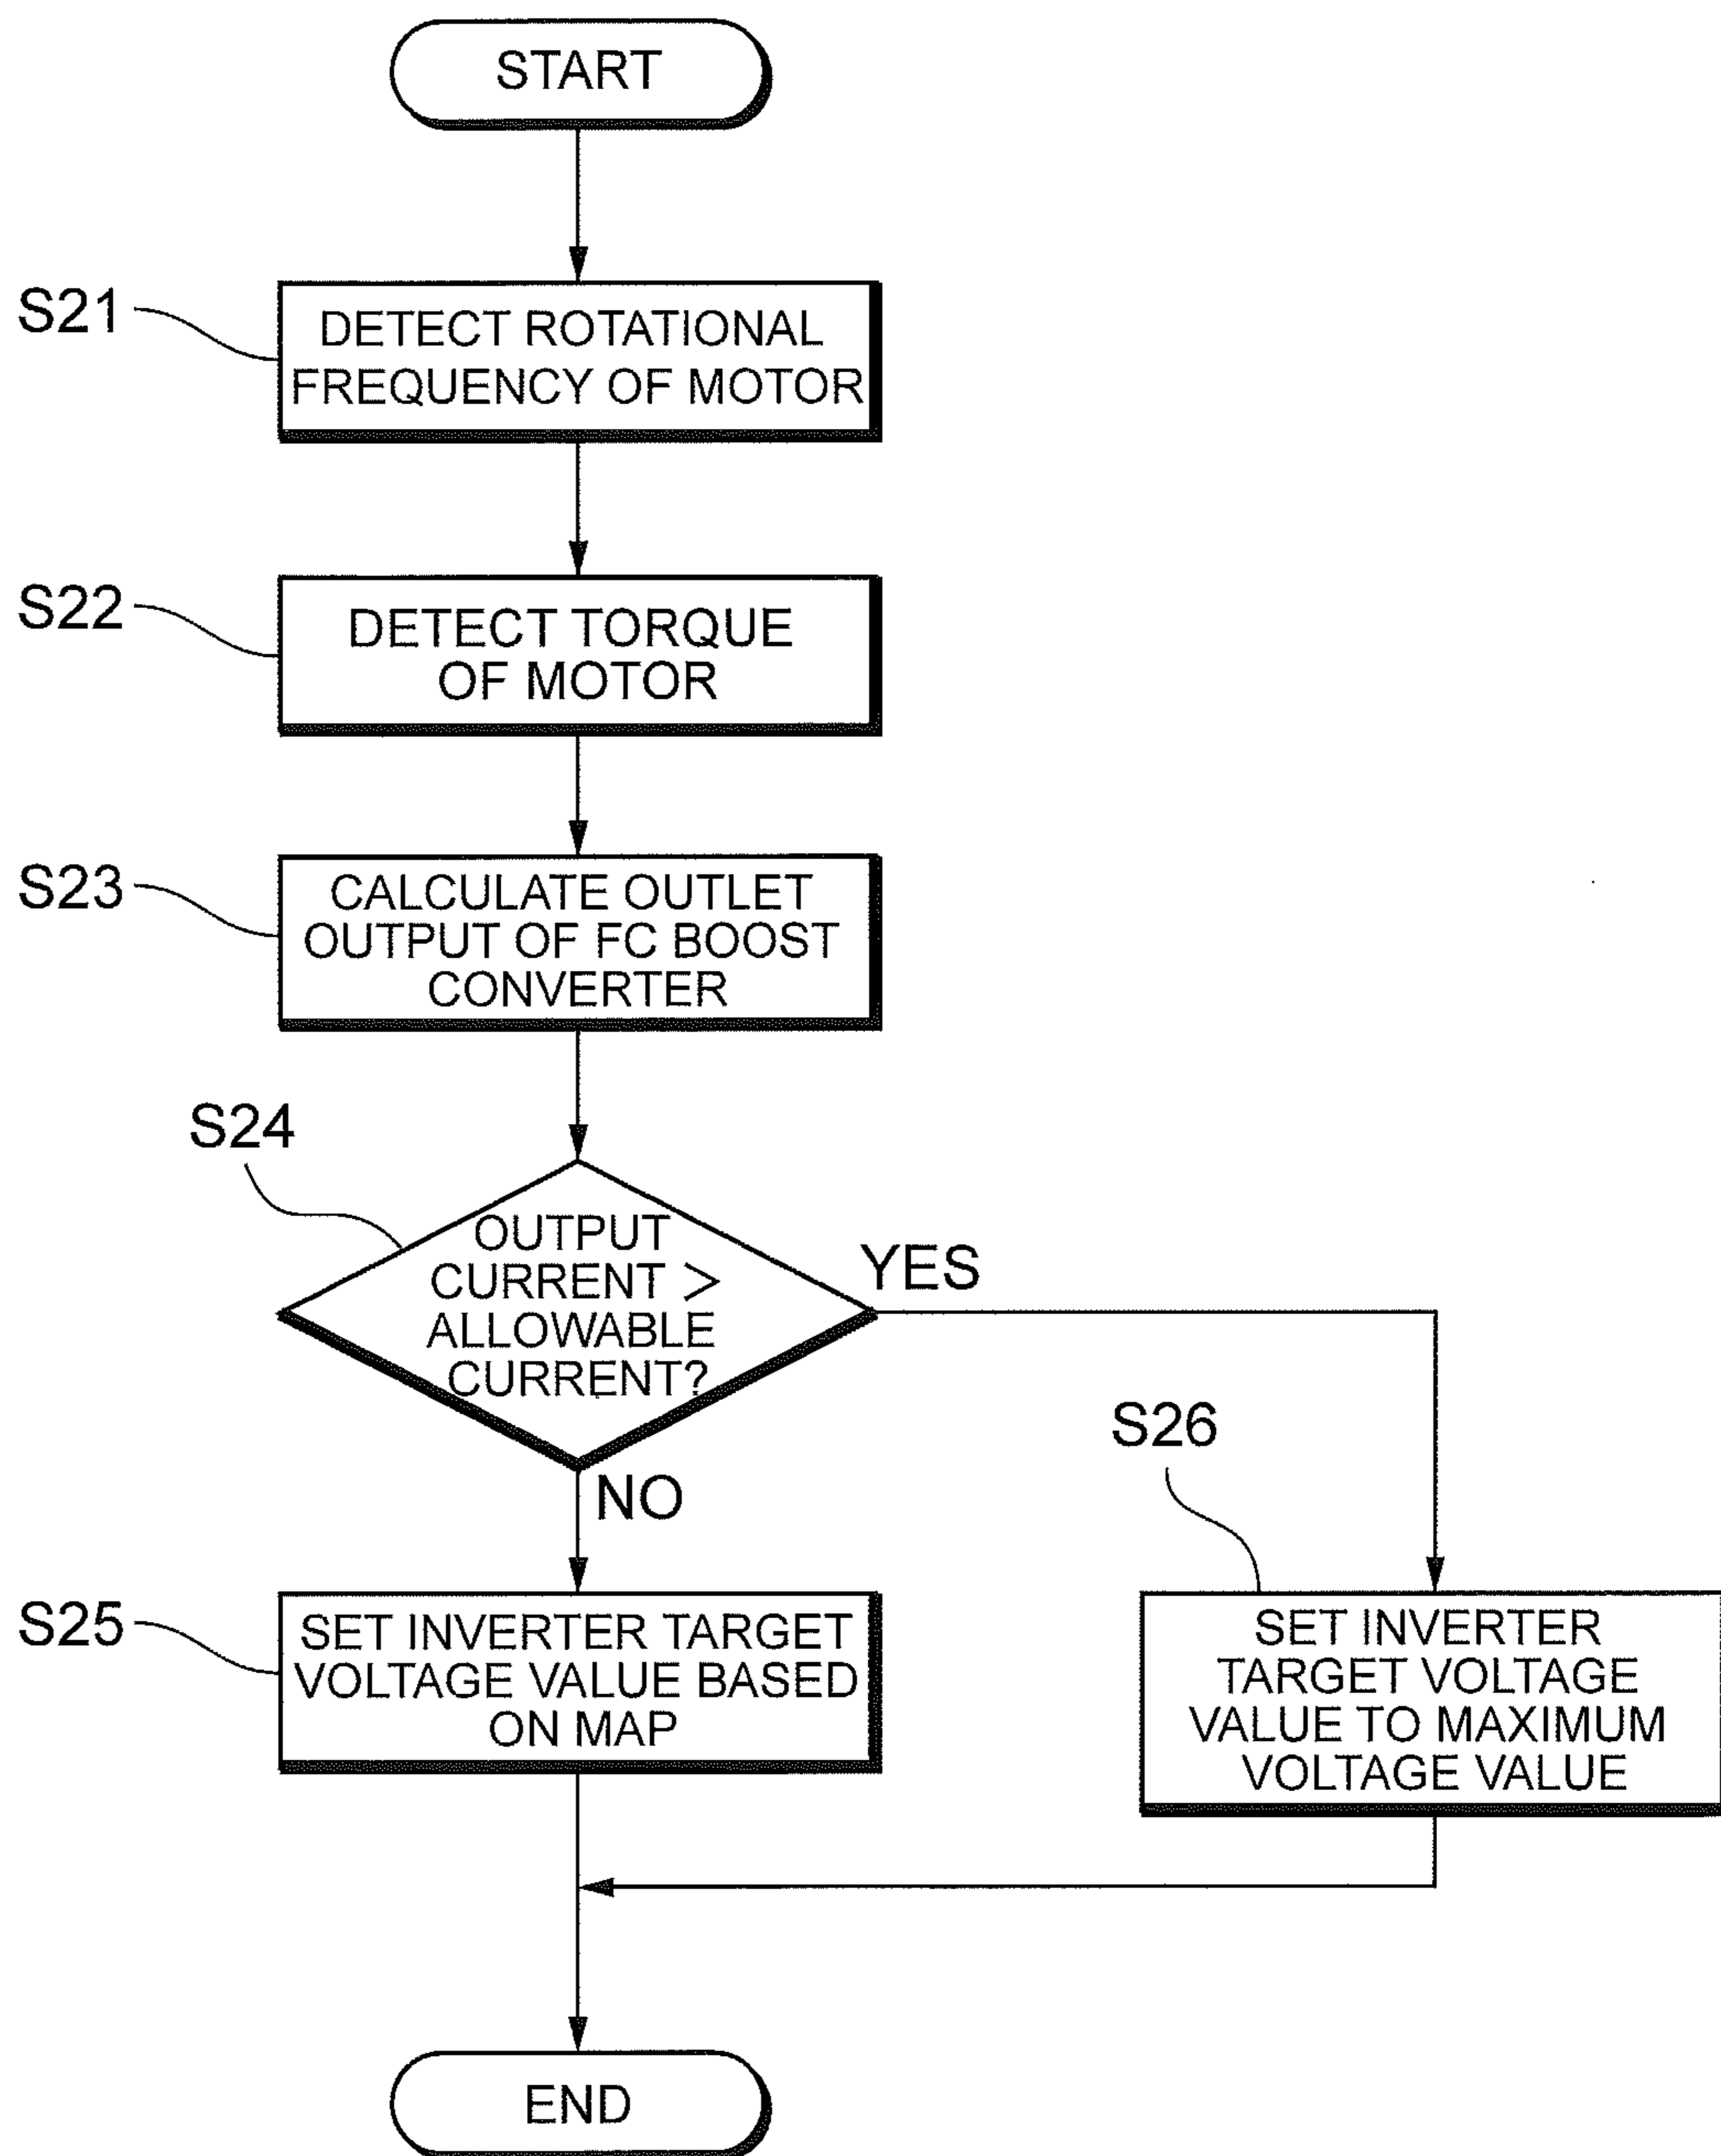 START
S21
DETECT ROTATIONAL
FREQUENCY OF MOTOR
S22
DETECT TORQUE
OF MOTOR
S23
CALCULATE OUTLET
OUTPUT OF FC BOOST
CONVERTER
S24
OUTPUT
CURRENT >
ALLOWABLE
CURRENT?
YES
NO
S25
SET INVERTER TARGET
VOLTAGE VALUE BASED
ON MAP
S26
SET INVERTER
TARGET VOLTAGE
VALUE TO MAXIMUM
VOLTAGE VALUE
END